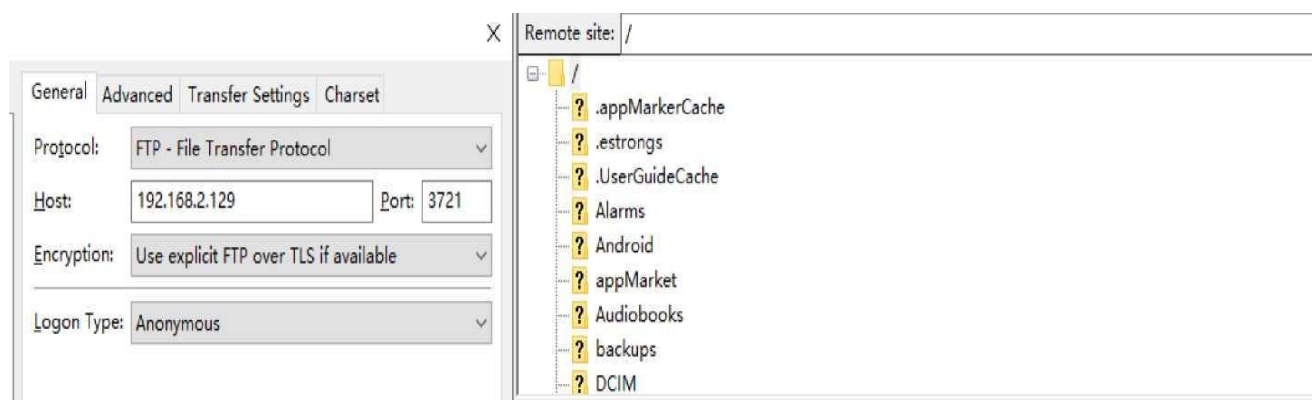 X
General Advanced Transfer Settings Charset
Protocol: FTP - File Transfer Protocol
Host: 192.168.2.129 Port: 3721
Encryption: Use explicit FTP over TLS if available
Logon Type: Anonymous
Remote site: /
/
? .appMarkerCache
? .estrongs
? .UserGuideCache
? Alarms
? Android
? appMarket
? Audiobooks
? backups
? DCIM